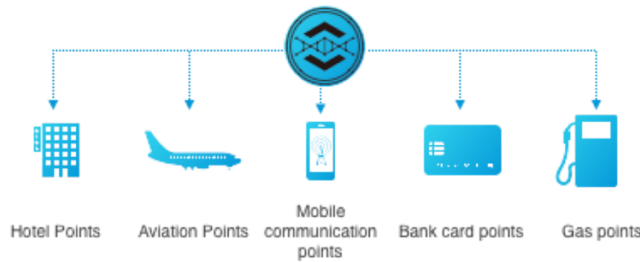 Hotel Points
Aviation Points
Mobile
communication
points
Bank card points
Gas points